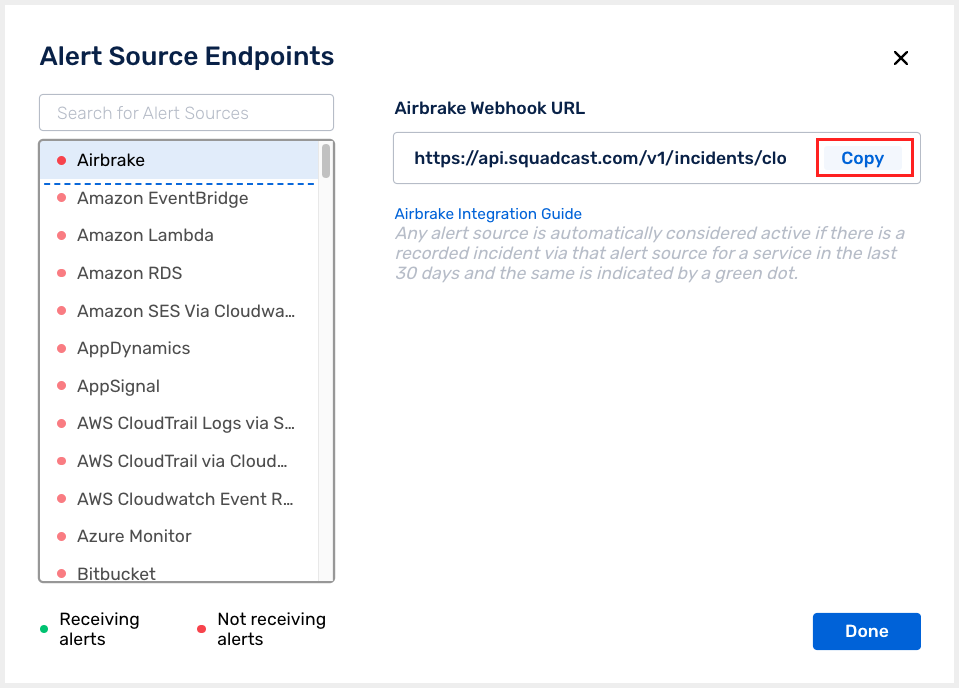 Alert Source Endpoints
Search for Alert Sources
Airbrake
Amazon EventBridge
Amazon Lambda
Amazon RDS
Amazon SES Via Cloudwa...
AppDynamics
AppSignal
AWS CloudTrail Logs via S...
AWS CloudTrail via Cloud...
AWS Cloudwatch Event R...
Azure Monitor
Bitbucket
Receiving
alerts
Not receiving
alerts
Airbrake Webhook URL
https://api.squadcast.com/v1/incidents/clo
Copy
Airbrake Integration Guide
Any alert source is automatically considered active if there is a
recorded incident via that alert source for a service in the last
30 days and the same is indicated by a green dot.
Done